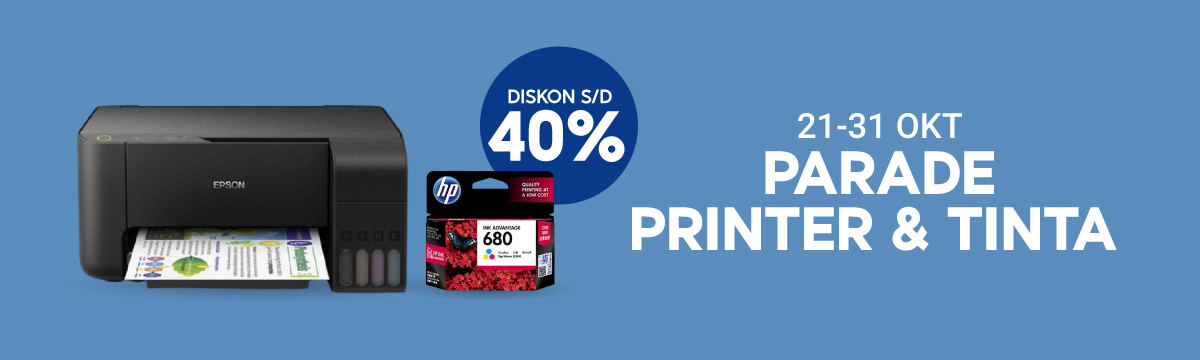 EPSON
DISKON S/D
40%
hp
QUALITY
PRINTING AT
A LOW COST
INK ADVANTAGE
680
21-31 OKT
PARADE
PRINTER & TINTA